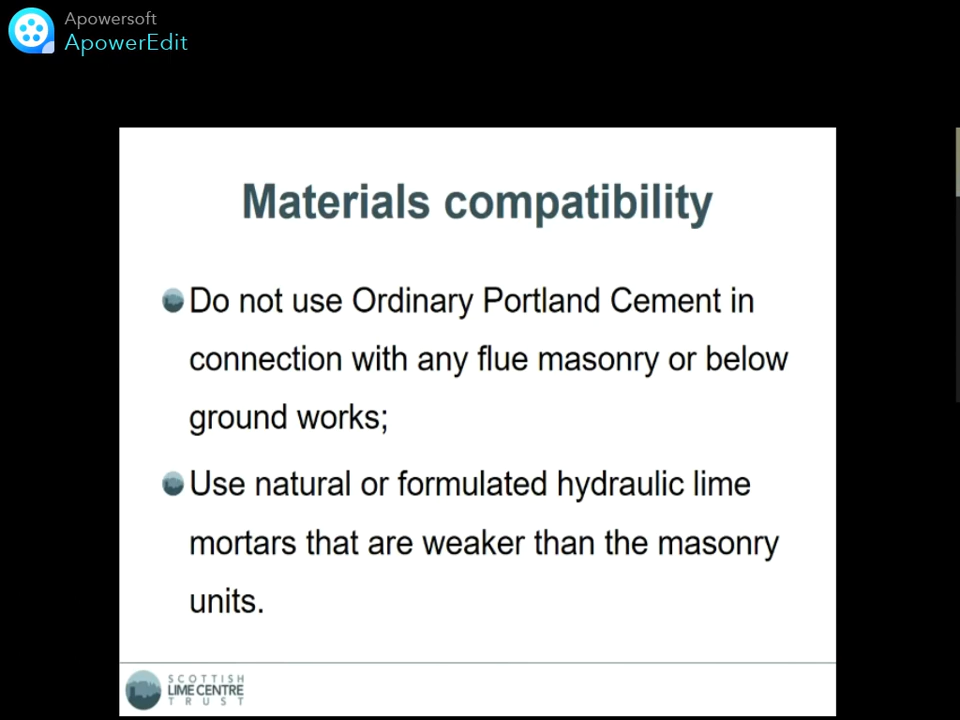 Apowersoft
ApowerEdit
Materials compatibility
Do not use Ordinary Portland Cement in
connection with any flue masonry or below
ground works;
Use natural or formulated hydraulic lime
mortars that are weaker than the masonry
units.
SCOTTISH
LIME CENTRE
TRUST